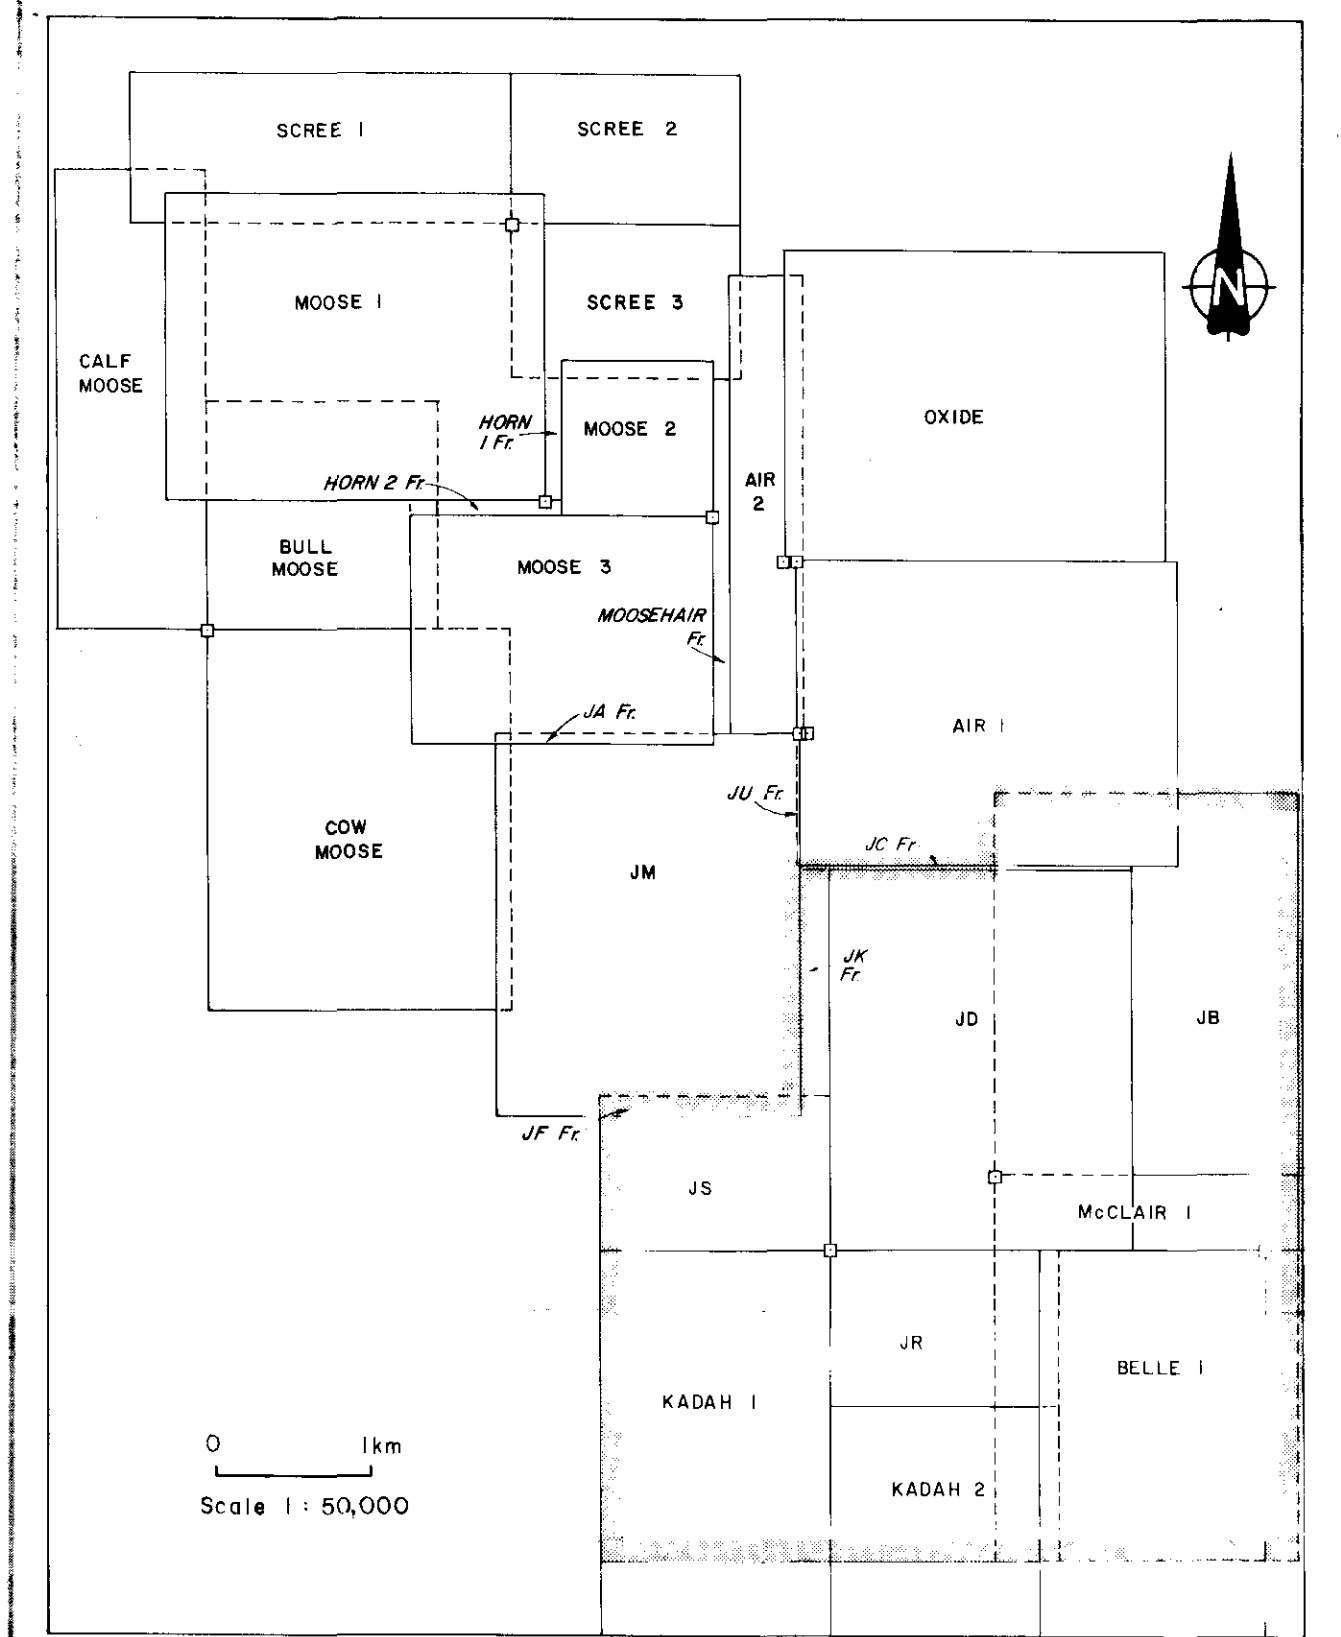 SCREE 1
SCREE 2
N
MOOSE 1
SCREE 3
CALF
MOOSE
HORN
1 Fr.
MOOSE 2
OXIDE
HORN 2 Fr.
AIR
2
BULL
MOOSE
MOOSE 3
MOOSEHAIR
Fr.
JA Fr.
AIR 1
JU Fr.
COW
MOOSE
JC Fr
JM
JK
Fr.
JD
JB
JF Fr.
JS
McCLAIR 1
JR
BELLE 1
KADAH 1
0 1km
KADAH 2
Scale 1 : 50,000